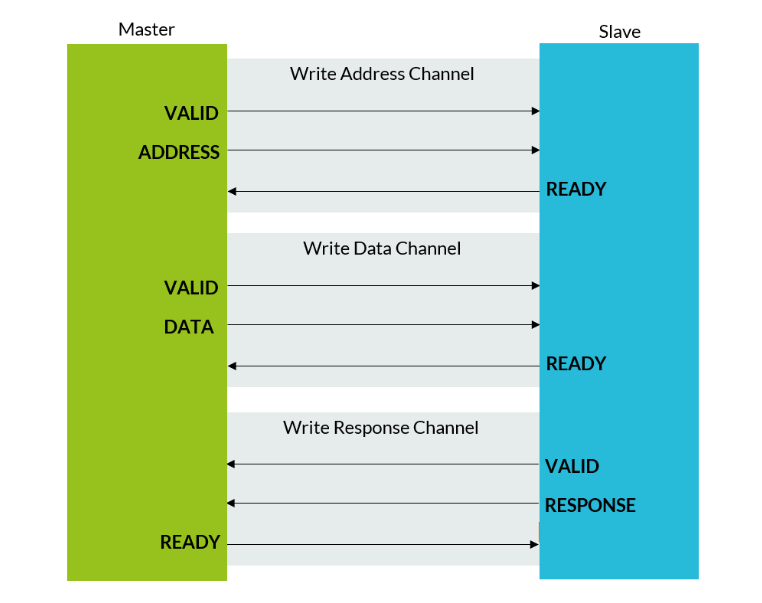 Master
Slave
Write Address Channel
VALID
ADDRESS
READY
Write Data Channel
VALID
DATA
READY
Write Response Channel
VALID
RESPONSE
READY